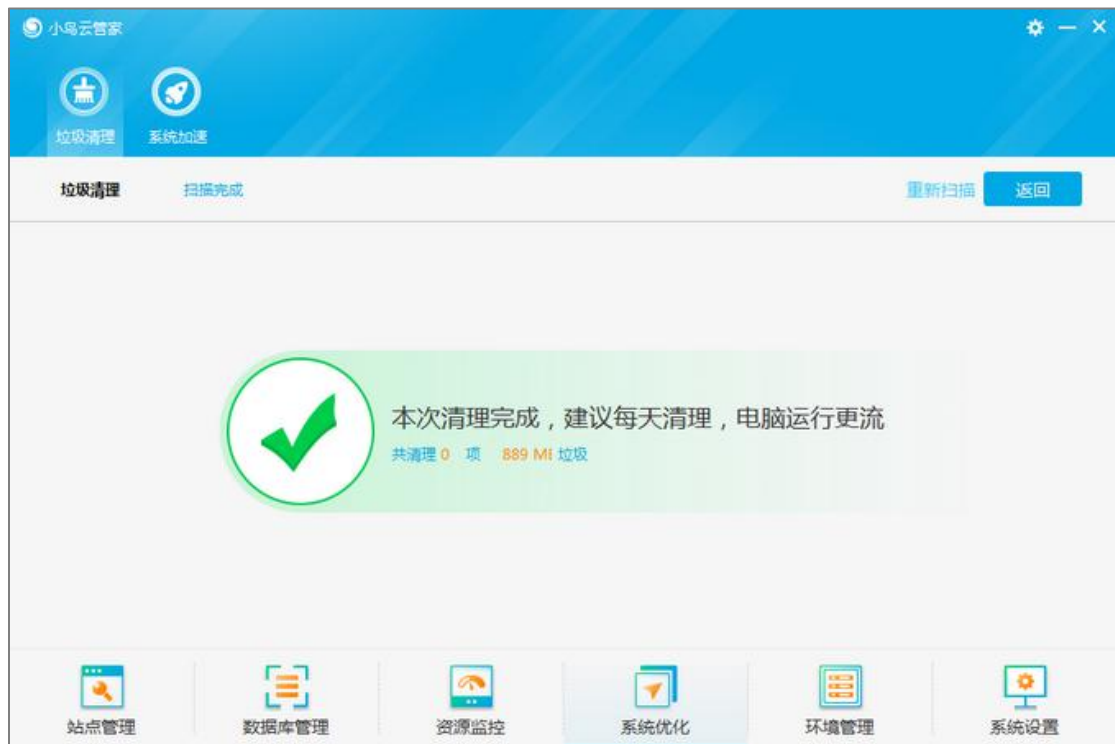 小鸟云管家
垃圾清理 系统加速
垃圾清理 扫描完成 重新扫描 返回
本次清理完成，建议每天清理，电脑运行更流
共清理 0 项 889 ME 垃圾
站点管理 数据库管理 资源监控 系统优化 环境管理 系统设置